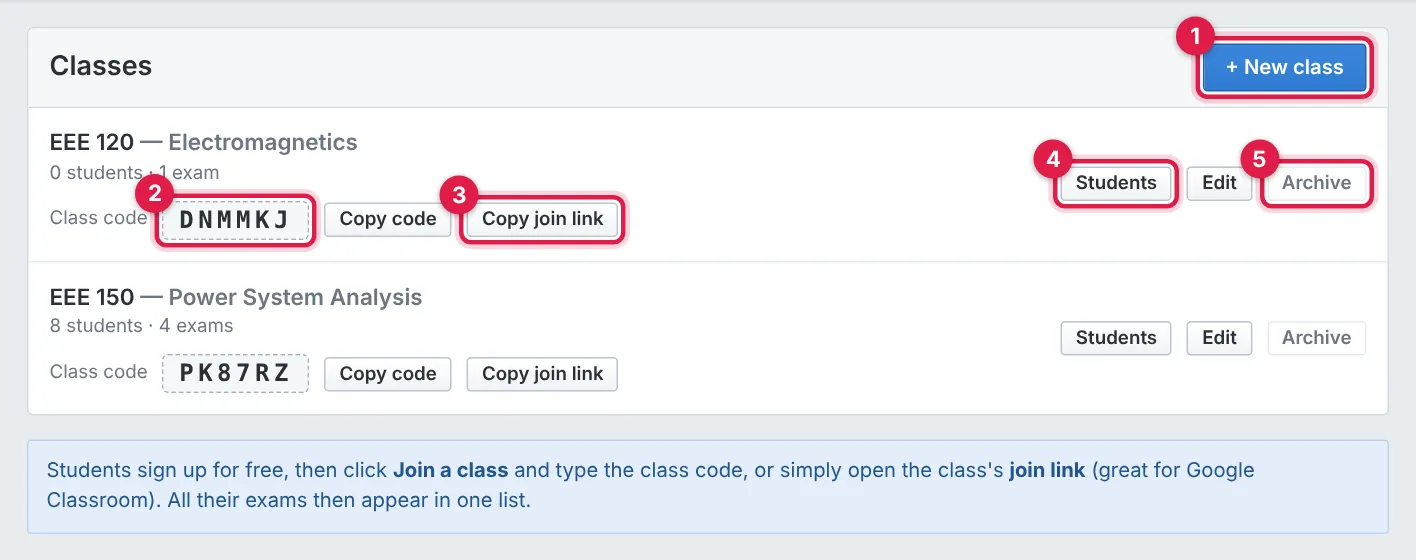 Classes
1
+ New class
EEE 120 — Electromagnetics
0 students · 1 exam
4
Students
Edit
5
Archive
Class code
2
DNMMKJ
Copy code
3
Copy join link
EEE 150 — Power System Analysis
8 students · 4 exams
Students
Edit
Archive
Class code
PK87RZ
Copy code
Copy join link
Students sign up for free, then click Join a class and type the class code, or simply open the class's join link (great for Google
Classroom). All their exams then appear in one list.